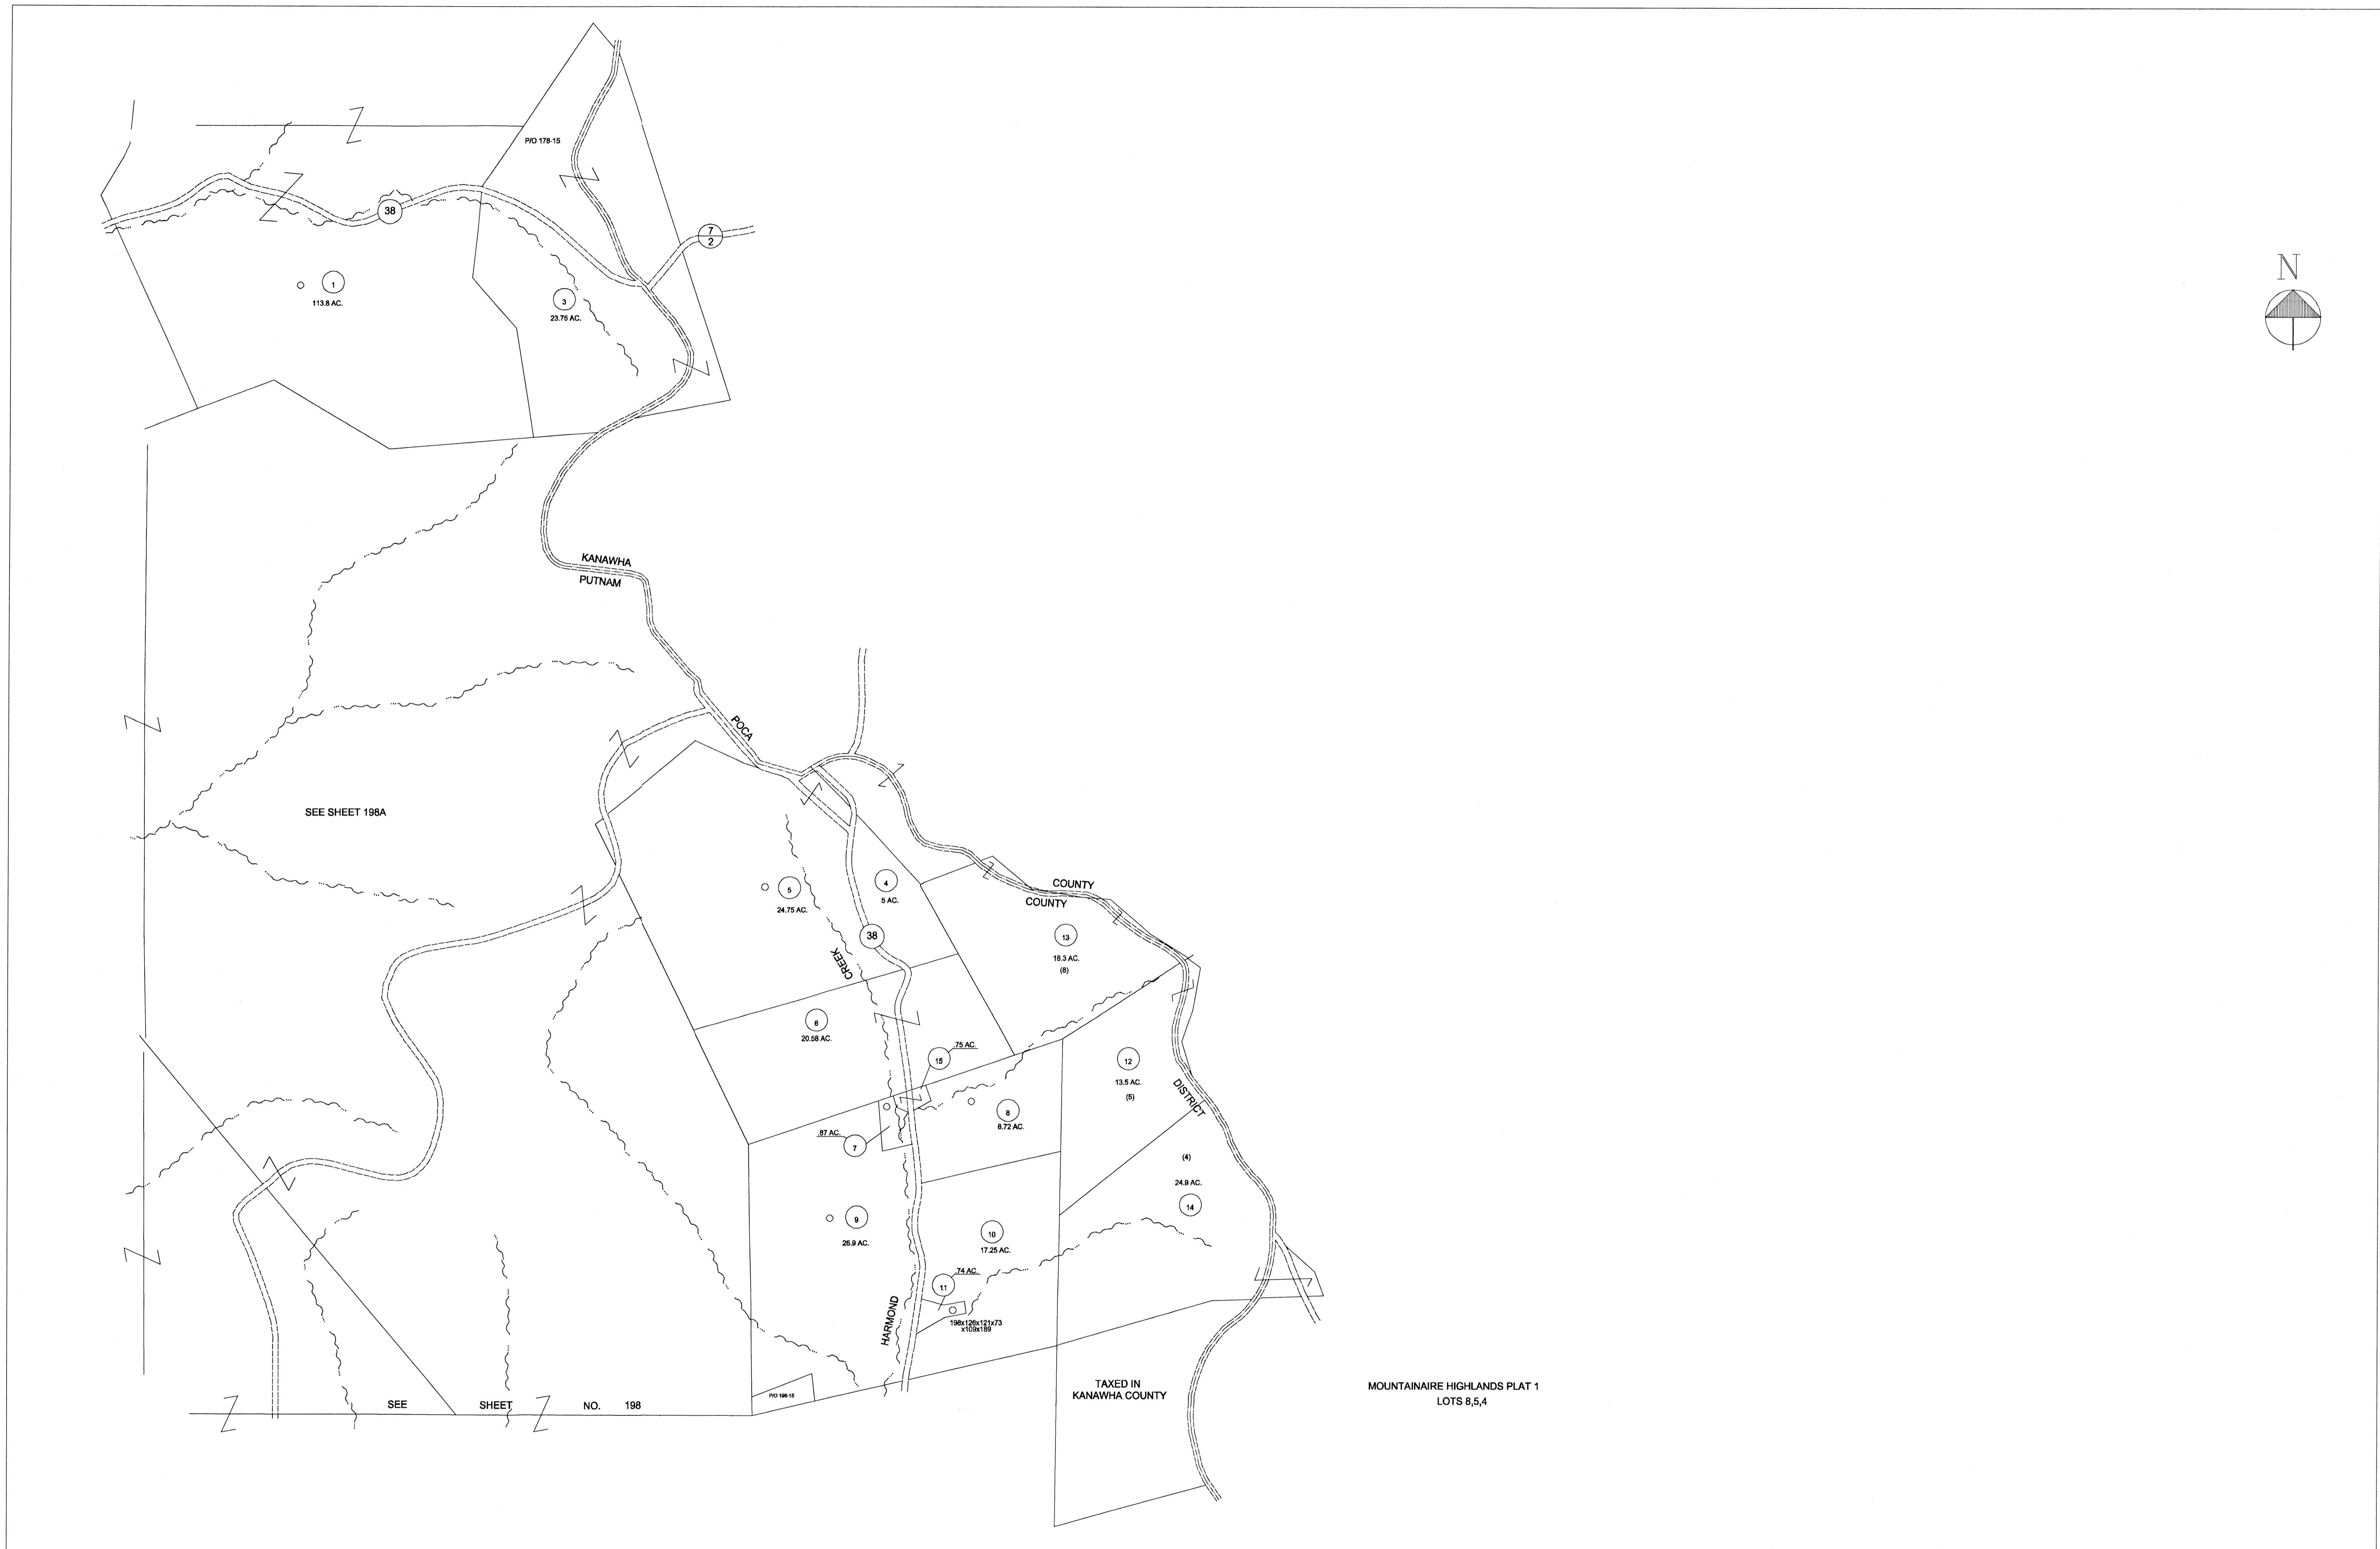 P/O 178-15
N
38
7
2
1
113.8 AC.
3
23.75 AC.
KANAWHA
PUTNAM
POCA
SEE SHEET 198A
5
24.75 AC.
4
5 AC.
COUNTY
COUNTY
38
13
18.3 AC.
(8)
CREEK
6
20.58 AC.
15
.75 AC.
12
13.5 AC.
(5)
DISTRICT
8
8.72 AC.
.87 AC.
7
(4)
24.9 AC.
14
9
26.9 AC.
10
17.25 AC.
.74 AC.
11
HARMOND
198x126x121x73
x109x189
TAXED IN
KANAWHA COUNTY
MOUNTAINAIRE HIGHLANDS PLAT 1
LOTS 8,5,4
P/O 198-15
SEE SHEET NO. 198